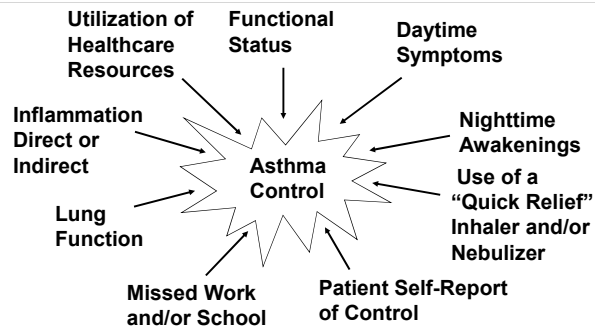 Utilization of
Healthcare
Resources
Functional
Status
Daytime
Symptoms
Inflammation
Direct or
Indirect
Asthma
Control
Nighttime
Awakenings
Use of a
“Quick Relief”
Inhaler and/or
Nebulizer
Lung
Function
Missed Work
and/or School
Patient Self-Report
of Control